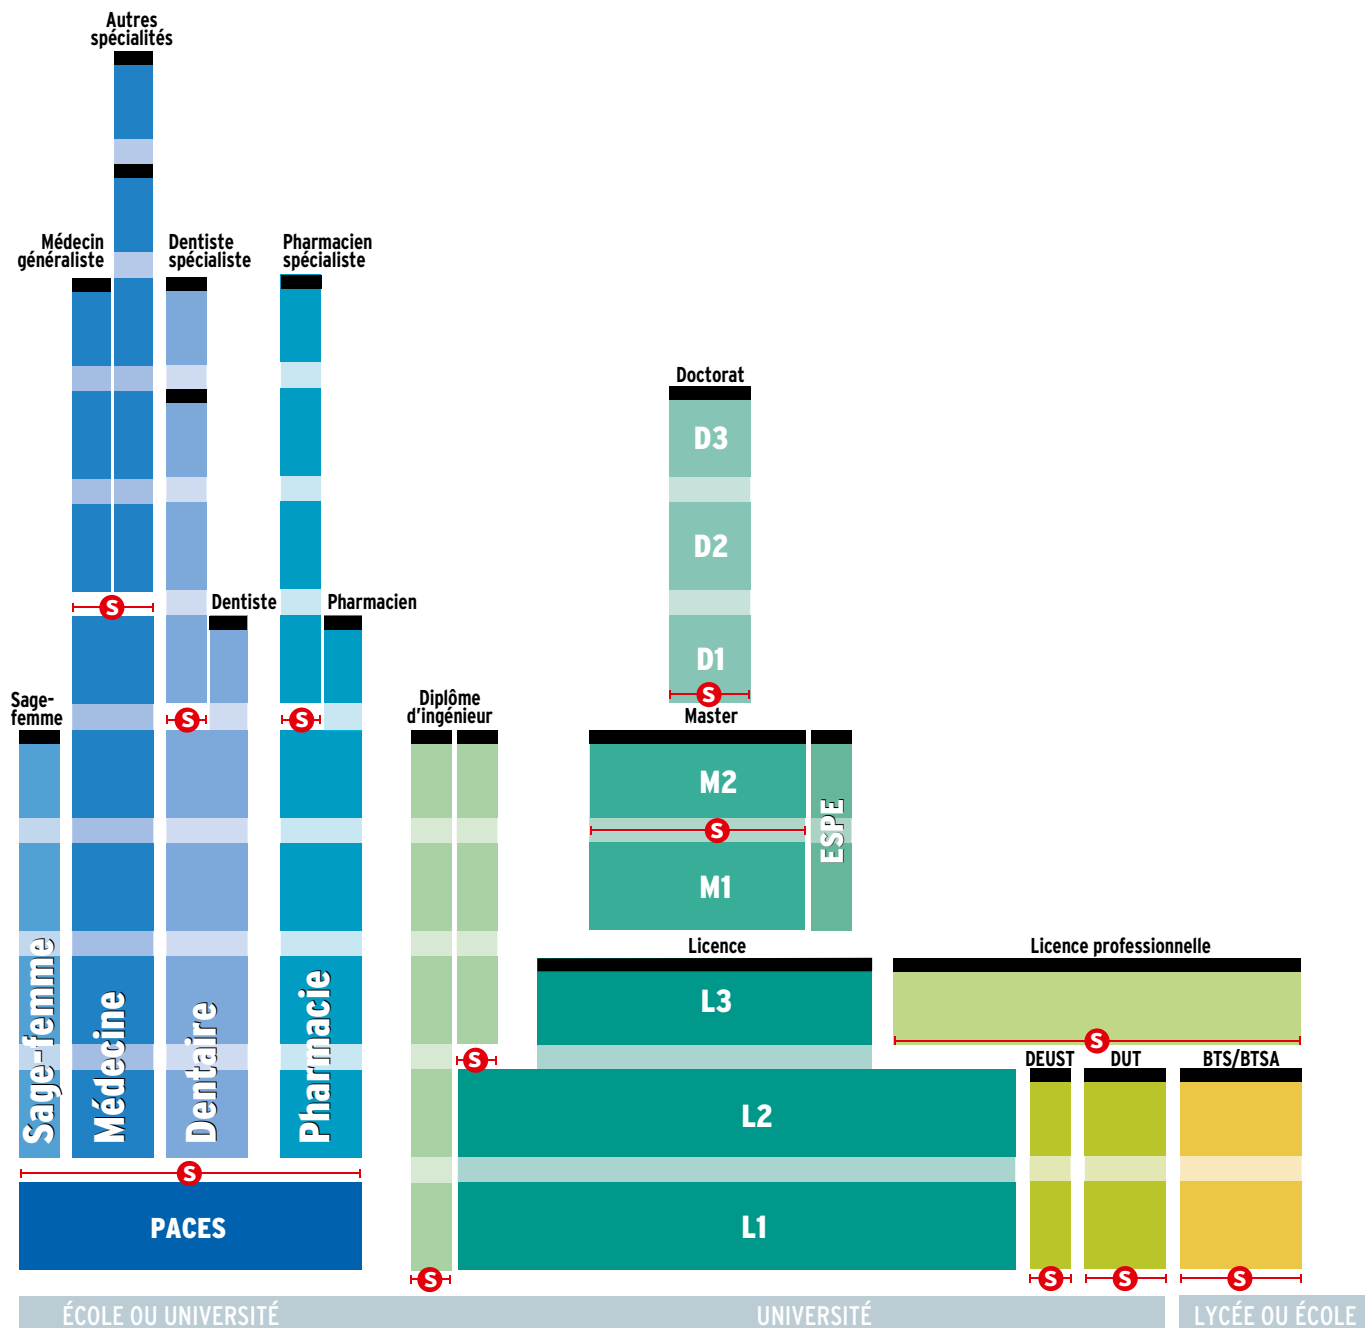 Autres
spécialités
Médecin
généraliste
Dentiste
spécialiste
Pharmacien
spécialiste
Doctorat
D3
D2
S
Dentiste
Pharmacien
D1
S
Sage-
femme
S
S
Diplôme
d'ingénieur
Master
M2
S
ESPE
M1
Sage-femme
Médecine
Dentaire
Pharmacie
Licence
Licence professionnelle
L3
S
S
DEUST
DUT
BTS/BTSA
L2
S
PACES
L1
S
S
S
S
ÉCOLE OU UNIVERSITÉ
UNIVERSITÉ
LYCÉE OU ÉCOLE